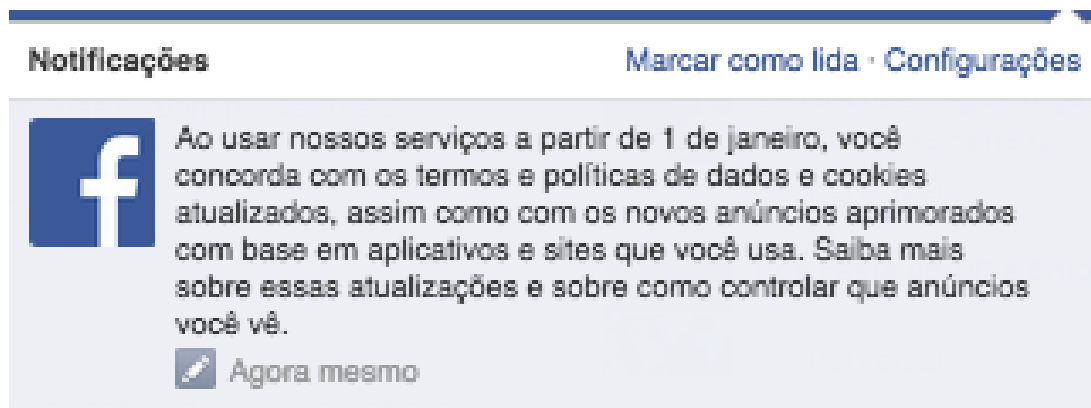 Notificações
Marcar como lida · Configurações
Ao usar nossos serviços a partir de 1 de janeiro, você
concorda com os termos e políticas de dados e cookies
atualizados, assim como com os novos anúncios aprimorados
com base em aplicativos e sites que você usa. Saiba mais
sobre essas atualizações e sobre como controlar que anúncios
você vê.
Agora mesmo